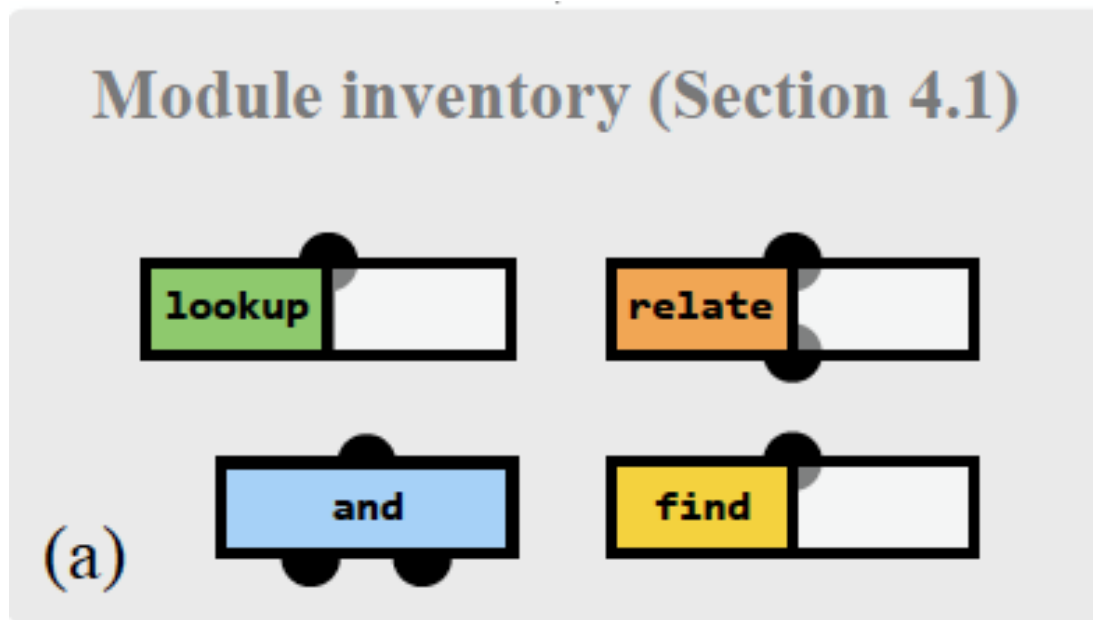 Module inventory (Section 4.1)
lookup
relate
and
find
(a)